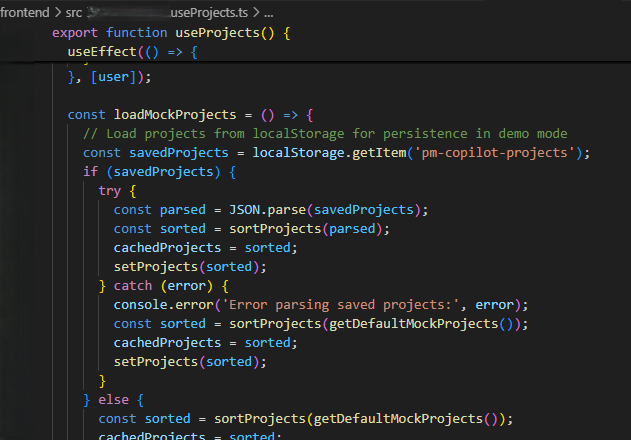 frontend > src useProjects.ts > ...
export function useProjects() {
  useEffect(() => {
  }, [user]);
  const loadMockProjects = () => {
    // Load projects from localStorage for persistence in demo mode
    const savedProjects = localStorage.getItem('pm-copilot-projects');
    if (savedProjects) {
      try {
        const parsed = JSON.parse(savedProjects);
        const sorted = sortProjects(parsed);
        cachedProjects = sorted;
        setProjects(sorted);
      } catch (error) {
        console.error('Error parsing saved projects:', error);
        const sorted = sortProjects(getDefaultMockProjects());
        cachedProjects = sorted;
        setProjects(sorted);
      }
    } else {
      const sorted = sortProjects(getDefaultMockProjects());
      cachedProjects = sorted;